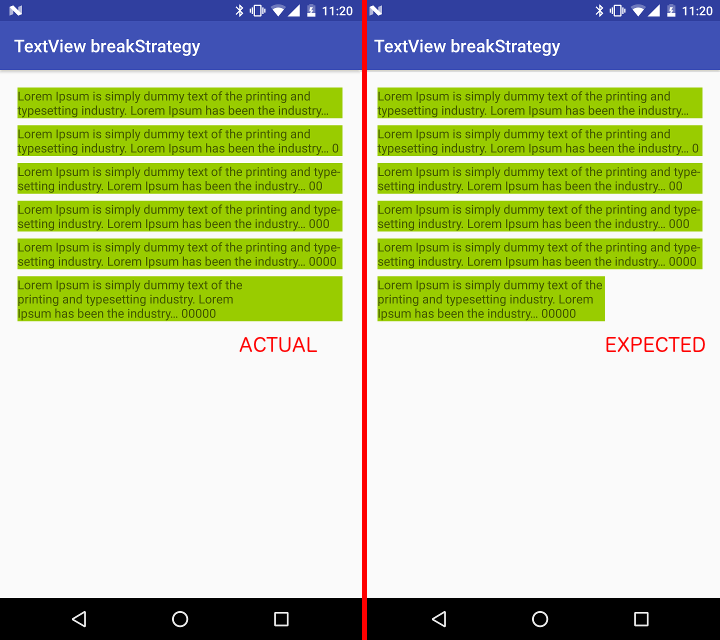 11:20
TextView breakStrategy
Lorem Ipsum is simply dummy text of the printing and
typesetting industry. Lorem Ipsum has been the industry...
Lorem Ipsum is simply dummy text of the printing and
typesetting industry. Lorem Ipsum has been the industry... 0
Lorem Ipsum is simply dummy text of the printing and type-
setting industry. Lorem Ipsum has been the industry... 00
Lorem Ipsum is simply dummy text of the printing and type-
setting industry. Lorem Ipsum has been the industry... 000
Lorem Ipsum is simply dummy text of the printing and type-
setting industry. Lorem Ipsum has been the industry... 0000
Lorem Ipsum is simply dummy text of the
printing and typesetting industry. Lorem
Ipsum has been the industry... 00000
ACTUAL
11:20
TextView breakStrategy
Lorem Ipsum is simply dummy text of the printing and
typesetting industry. Lorem Ipsum has been the industry...
Lorem Ipsum is simply dummy text of the printing and
typesetting industry. Lorem Ipsum has been the industry... 0
Lorem Ipsum is simply dummy text of the printing and type-
setting industry. Lorem Ipsum has been the industry... 00
Lorem Ipsum is simply dummy text of the printing and type-
setting industry. Lorem Ipsum has been the industry... 000
Lorem Ipsum is simply dummy text of the printing and type-
setting industry. Lorem Ipsum has been the industry... 0000
Lorem Ipsum is simply dummy text of the
printing and typesetting industry. Lorem
Ipsum has been the industry... 00000
EXPECTED